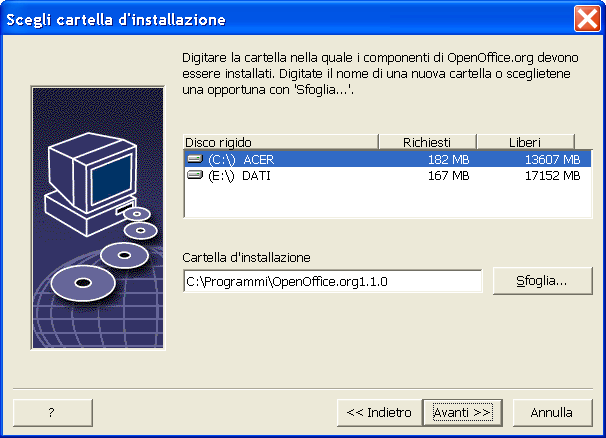 Scegli cartella d'installazione
Digitare la cartella nella quale i componenti di OpenOffice.org devono
essere installati. Digitate il nome di una nuova cartella o sceglietene
una opportuna con 'Sfoglia...'.
Disco rigido Richiesti Liberi
(C:\) ACER 182 MB 13607 MB
(E:\) DATI 167 MB 17152 MB
Cartella d'installazione
C:\Programmi\OpenOffice.org1.1.0 Sfoglia...
? << Indietro Avanti >> Annulla